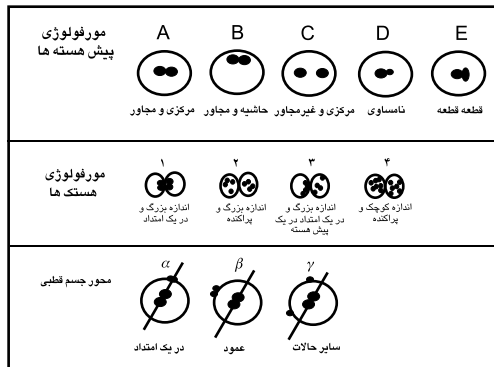 مورفولوژی
پیش هسته ها
A B C D E
مرکزی و مجاور حاشیه و مجاور مرکزی و غیرمجاور نامساوی قطعه قطعه
مورفولوژی
هستک ها
۱ ۲ ۳ ۴
اندازه بزرگ و
در یک امتداد
اندازه بزرگ و
پراکنده
اندازه بزرگ و
در یک امتداد در یک
پیش هسته
اندازه کوچک و
پراکنده
محور جسم قطبی
α β γ
در یک امتداد عمود سایر حالات